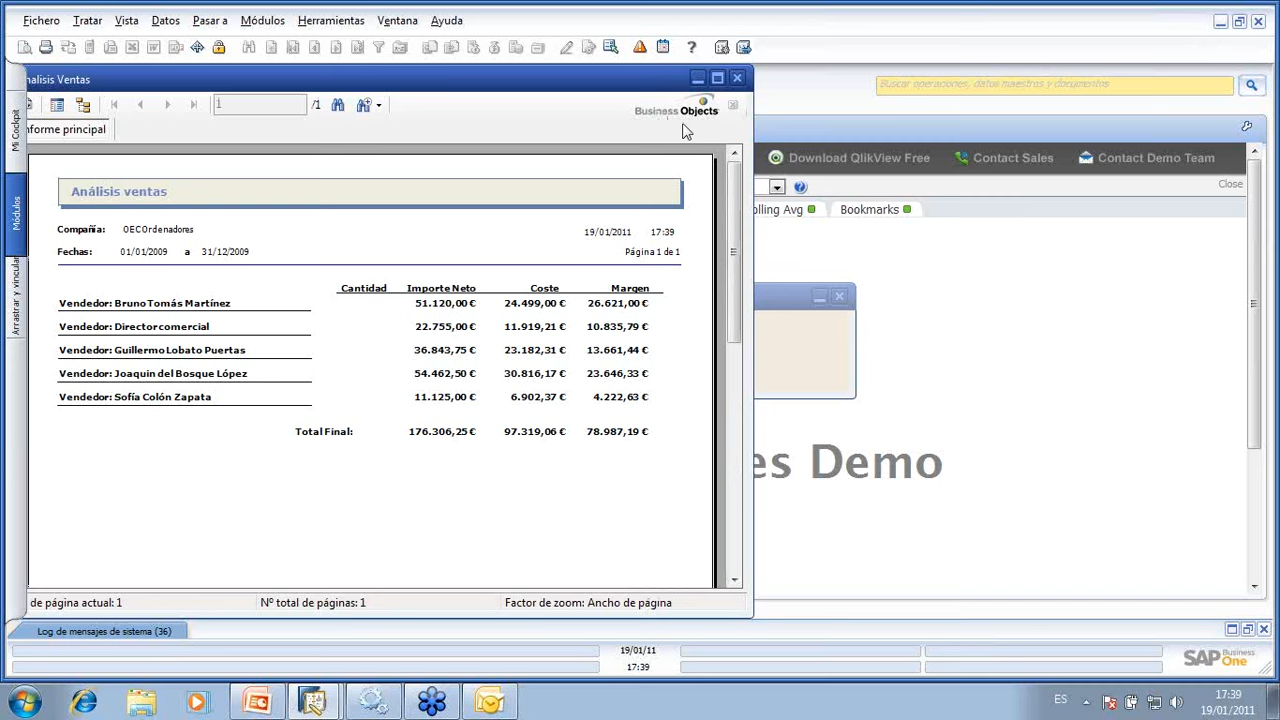 Fichero Tratar Vista Datos Pasar a Módulos Herramientas Ventana Ayuda
nalisis Ventas
Buscar operaciones, datos maestros y documentos
1 /1
Business Objects
nforme principal
Mi Cockpit
Módulos
Arrastrar y vincular
Download QlikView Free Contact Sales Contact Demo Team
Close
olling Avg Bookmarks
Análisis ventas
Compañía: OECOrdenadores 19/01/2011 17:39
Fechas: 01/01/2009 a 31/12/2009 Página 1 de 1
Cantidad Importe Neto Coste Margen
Vendedor: Bruno Tomás Martínez 51.120,00 € 24.499,00 € 26.621,00 €
Vendedor: Director comercial 22.755,00 € 11.919,21 € 10.835,79 €
Vendedor: Guillermo Lobato Puertas 36.843,75 € 23.182,31 € 13.661,44 €
Vendedor: Joaquin del Bosque López 54.462,50 € 30.816,17 € 23.646,33 €
Vendedor: Sofía Colón Zapata 11.125,00 € 6.902,37 € 4.222,63 €
Total Final: 176.306,25 € 97.319,06 € 78.987,19 €
es Demo
de página actual: 1 Nº total de páginas: 1 Factor de zoom: Ancho de página
Log de mensajes de sistema (36)
19/01/11
17:39
SAP Business One
ES 17:39
19/01/2011